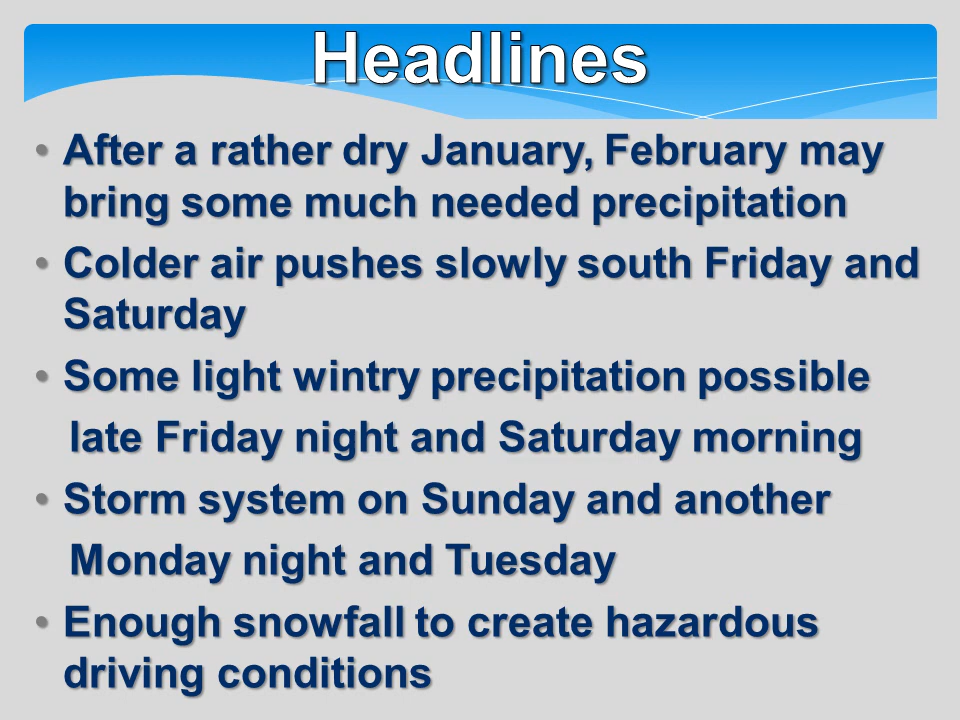 Headlines
• After a rather dry January, February may
bring some much needed precipitation
• Colder air pushes slowly south Friday and
Saturday
• Some light wintry precipitation possible
late Friday night and Saturday morning
• Storm system on Sunday and another
Monday night and Tuesday
• Enough snowfall to create hazardous
driving conditions